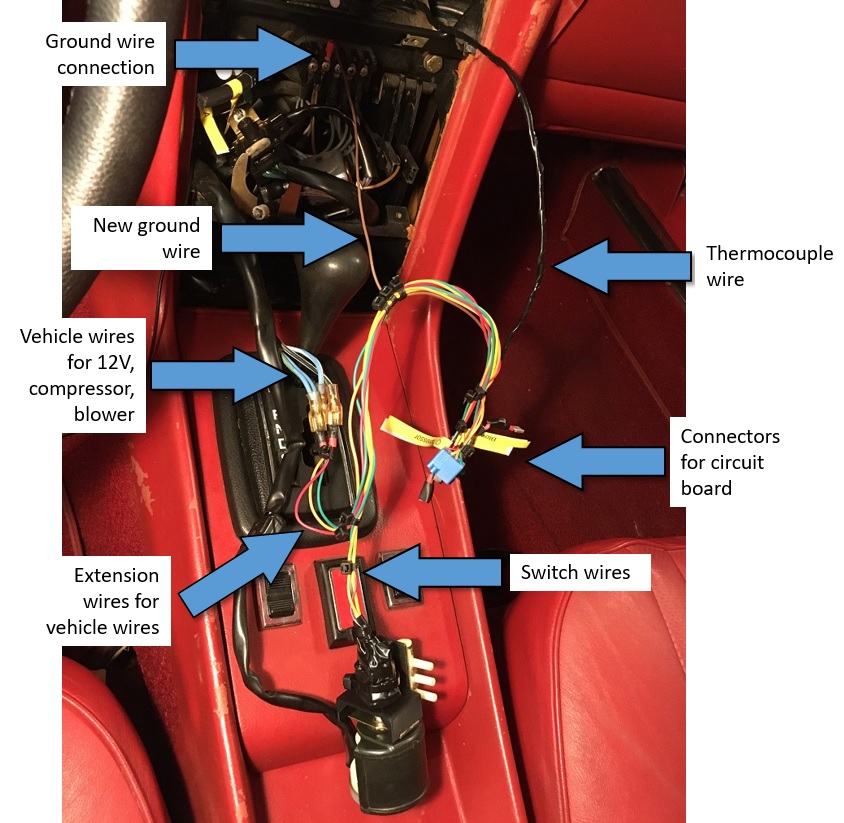 Ground wire
connection
New ground
wire
Thermocouple
wire
Vehicle wires
for 12V,
compressor,
blower
Connectors
for circuit
board
Extension
wires for
vehicle wires
Switch wires